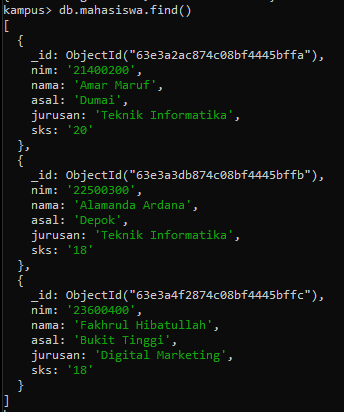 kampus> db.mahasiswa.find()
[
  {
    _id: ObjectId("63e3a2ac874c08bf4445bffa"),
    nim: '21400200',
    nama: 'Amar Maruf',
    asal: 'Dumai',
    jurusan: 'Teknik Informatika',
    sks: '20'
  },
  {
    _id: ObjectId("63e3a3db874c08bf4445bffb"),
    nim: '22500300',
    nama: 'Alamanda Ardana',
    asal: 'Depok',
    jurusan: 'Teknik Informatika',
    sks: '18'
  },
  {
    _id: ObjectId("63e3a4f2874c08bf4445bffc"),
    nim: '23600400',
    nama: 'Fakhrul Hibatullah',
    asal: 'Bukit Tinggi',
    jurusan: 'Digital Marketing',
    sks: '18'
  }
]